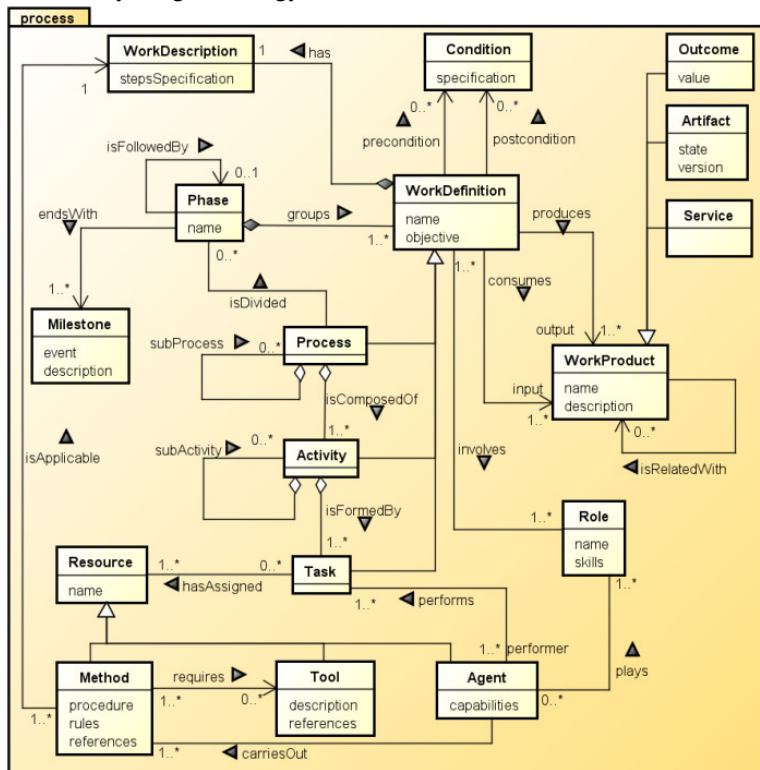 process
WorkDescription
stepsSpecification
1
1
has
Condition
specification
Outcome
value
0..*
0..*
precondition
postcondition
Artifact
state
version
isFollowedBy
0..1
Phase
name
endsWith
groups
1..*
0..*
WorkDefinition
name
objective
1..*
produces
Service
isDivided
consumes
1..*
Milestone
event
description
subProcess
0..*
Process
output
1..*
WorkProduct
name
description
isComposedOf
input
1..*
0..*
isRelatedWith
isApplicable
subActivity
0..*
1..*
Activity
involves
isFormedBy
1..*
1..*
Role
name
skills
Resource
name
1..*
0..*
hasAssigned
Task
1..*
performs
1..*
1..*
performer
plays
Method
procedure
rules
references
requires
1..*
0..*
Tool
description
references
Agent
capabilities
0..*
1..*
1..*
carriesOut